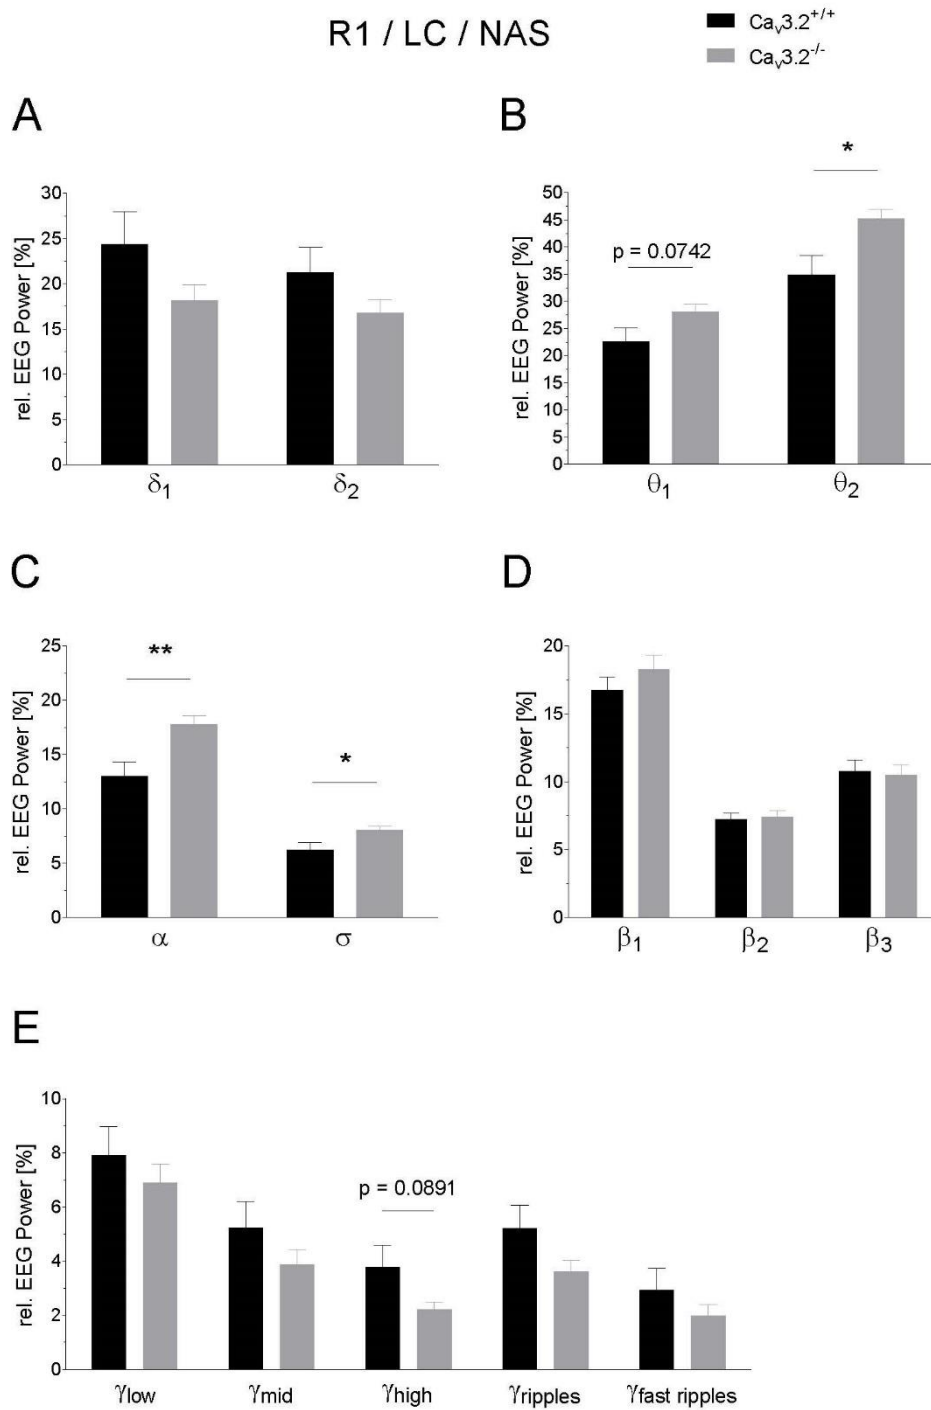 R1 / LC / NAS
Caᵥ3.2+/+
Caᵥ3.2-/-
A
rel. EEG Power [%]
30
25
20
15
10
5
0
δ1 δ2
B
rel. EEG Power [%]
50
45
40
35
30
25
20
15
10
5
0
p = 0.0742
*
θ1 θ2
C
rel. EEG Power [%]
25
20
15
10
5
0
**
*
α σ
D
rel. EEG Power [%]
20
15
10
5
0
β1 β2 β3
E
rel. EEG Power [%]
10
8
6
4
2
0
p = 0.0891
γlow γmid γhigh γripples γfast ripples